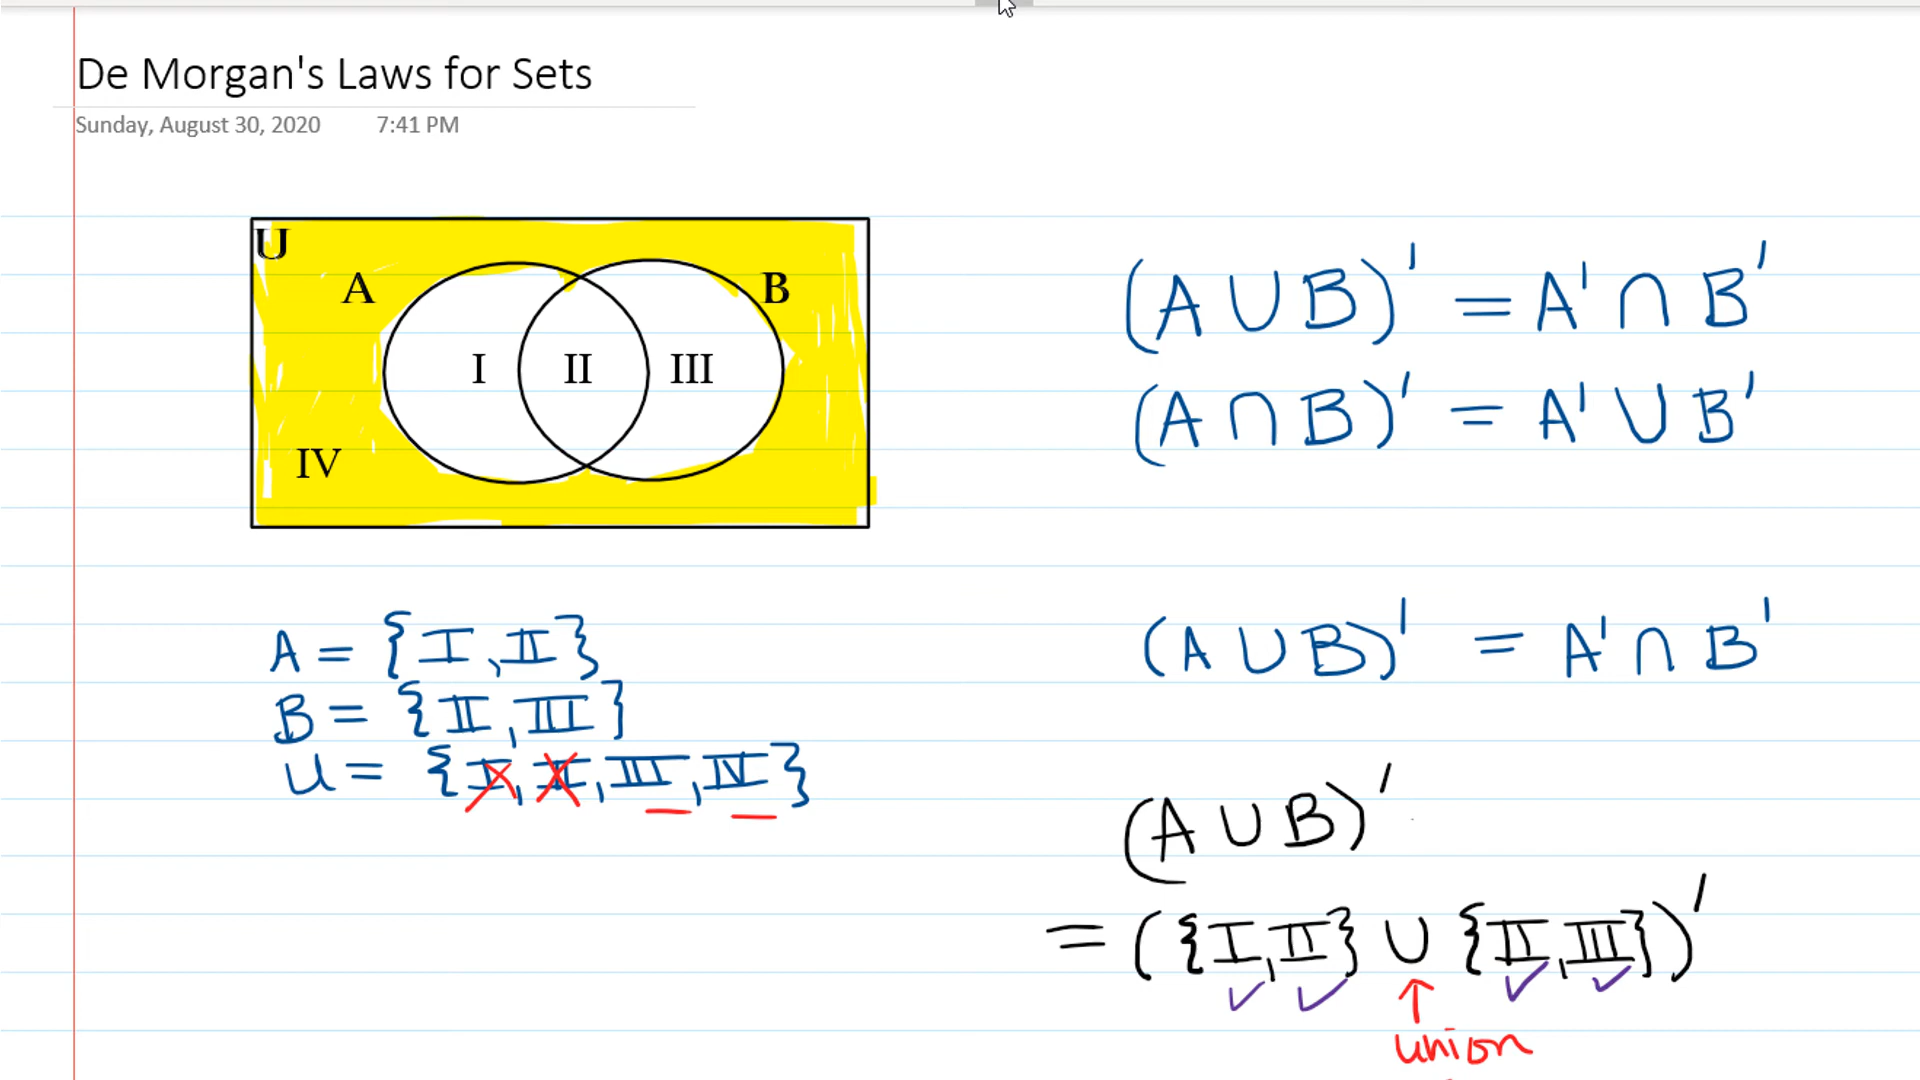 De Morgan's Laws for Sets
Sunday, August 30, 2020 7:41 PM
U
A
B
I II III
IV
(A ∪ B)' = A' ∩ B'
(A ∩ B)' = A' ∪ B'
A = {I, II}
B = {II, III}
U = {I, II, III, IV}
(A ∪ B)' = A' ∩ B'
(A ∪ B)'
= ({I, II} ∪ {II, III})'
union